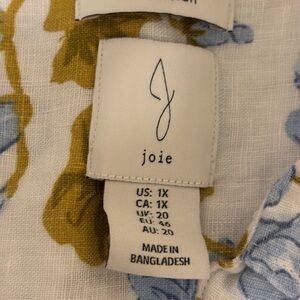 joie
US: 1X
CA: 1X
UK: 20
EU: 46
AU: 20
MADE IN
BANGLADESH